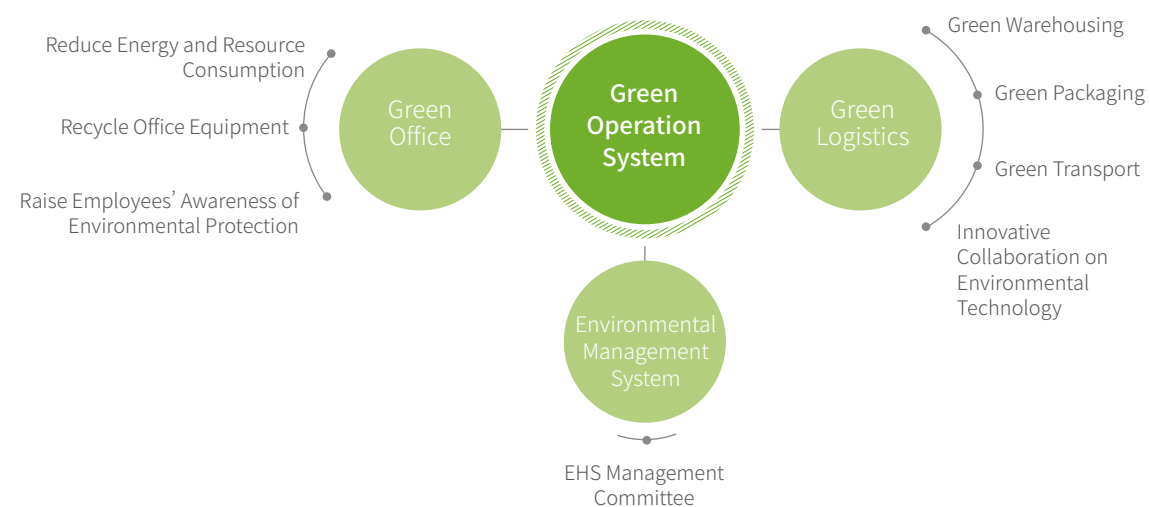 Reduce Energy and Resource
Consumption
Recycle Office Equipment
Raise Employees’ Awareness of
Environmental Protection
Green
Office
Green
Operation
System
Green
Logistics
Green Warehousing
Green Packaging
Green Transport
Innovative
Collaboration on
Environmental
Technology
Environmental
Management
System
EHS Management
Committee